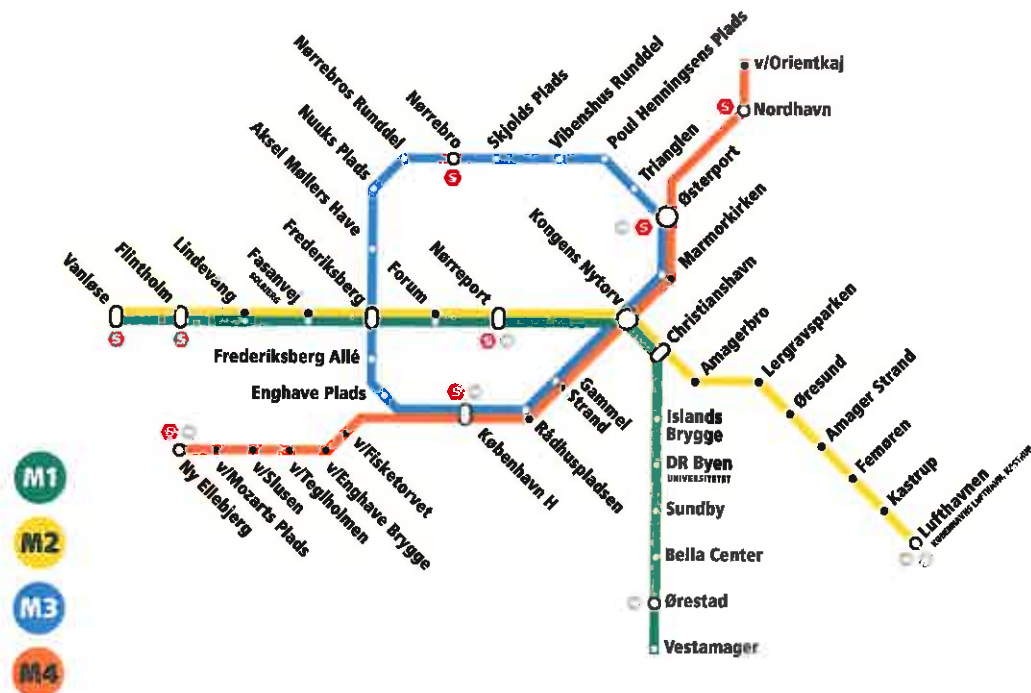 Nørrebros Runddel
Nørrebro
Skjolds Plads
Vibenshus Runddel
Poul Henningsens Plads
v/Orientkaj
S
Nordhavn
Nuuks Plads
Trianglen
S
Østerport
S
Aksel Møllers Have
Marmorkirken
Vanløse
Flintholm
Lindevang
Fasanvej
SOLBJERG
Frederiksberg
Forum
Nørreport
Kongens Nytorv
Christianshavn
S
S
S
Amagerbro
Lergravsparken
Frederiksberg Allé
Øresund
Enghave Plads
S
Gammel
Strand
Amager Strand
Islands
Brygge
Femøren
København H
Rådhuspladsen
S
DR Byen
UNIVERSITETET
Kastrup
Ny Ellebjerg
v/Mozarts Plads
v/Slusen
v/Teglholmen
v/Enghave Brygge
v/Fisketorvet
Sundby
Lufthavnen
Bella Center
Ørestad
Vestamager
M1
M2
M3
M4